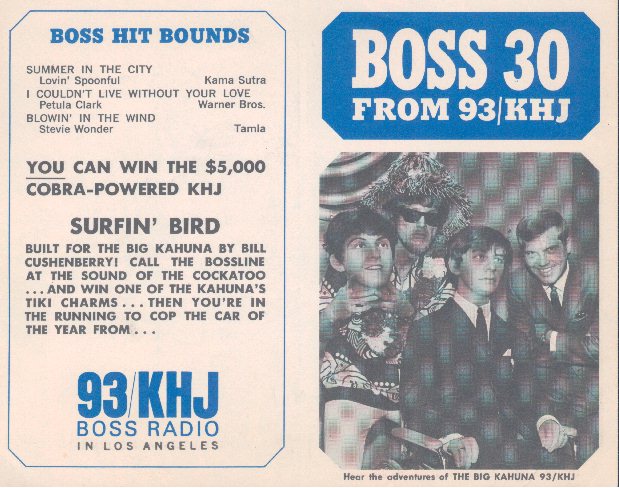 BOSS HIT BOUNDS
SUMMER IN THE CITY
Lovin' Spoonful Kama Sutra
I COULDN'T LIVE WITHOUT YOUR LOVE
Petula Clark Warner Bros.
BLOWIN' IN THE WIND
Stevie Wonder Tamla
YOU CAN WIN THE $5,000
COBRA-POWERED KHJ
SURFIN' BIRD
BUILT FOR THE BIG KAHUNA BY BILL
CUSHENBERRY! CALL THE BOSSLINE
AT THE SOUND OF THE COCKATOO
...AND WIN ONE OF THE KAHUNA'S
TIKI CHARMS...THEN YOU'RE IN
THE RUNNING TO COP THE CAR OF
THE YEAR FROM...
93/KHJ
BOSS RADIO
IN LOS ANGELES
BOSS 30
FROM 93/KHJ
Hear the adventures of THE BIG KAHUNA 93/KHJ